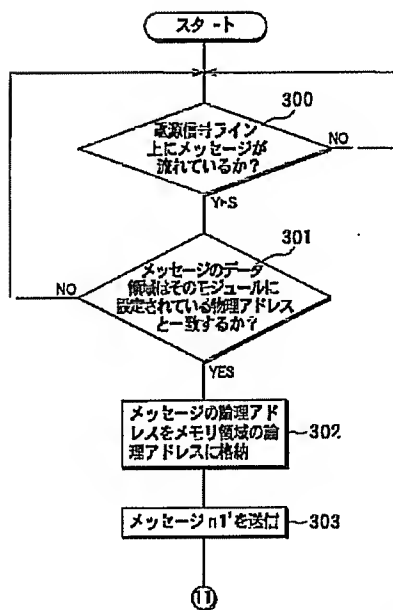 スタート
300
電源信号ライン
上にメッセージが
流れているか？
NO
YES
301
メッセージのデータ
領域はそのモジュールに
設定されている物理アドレス
と一致するか？
NO
YES
メッセージの論理アド
レスをメモリ領域の論
理アドレスに格納
302
メッセージn1'を送付
303
11